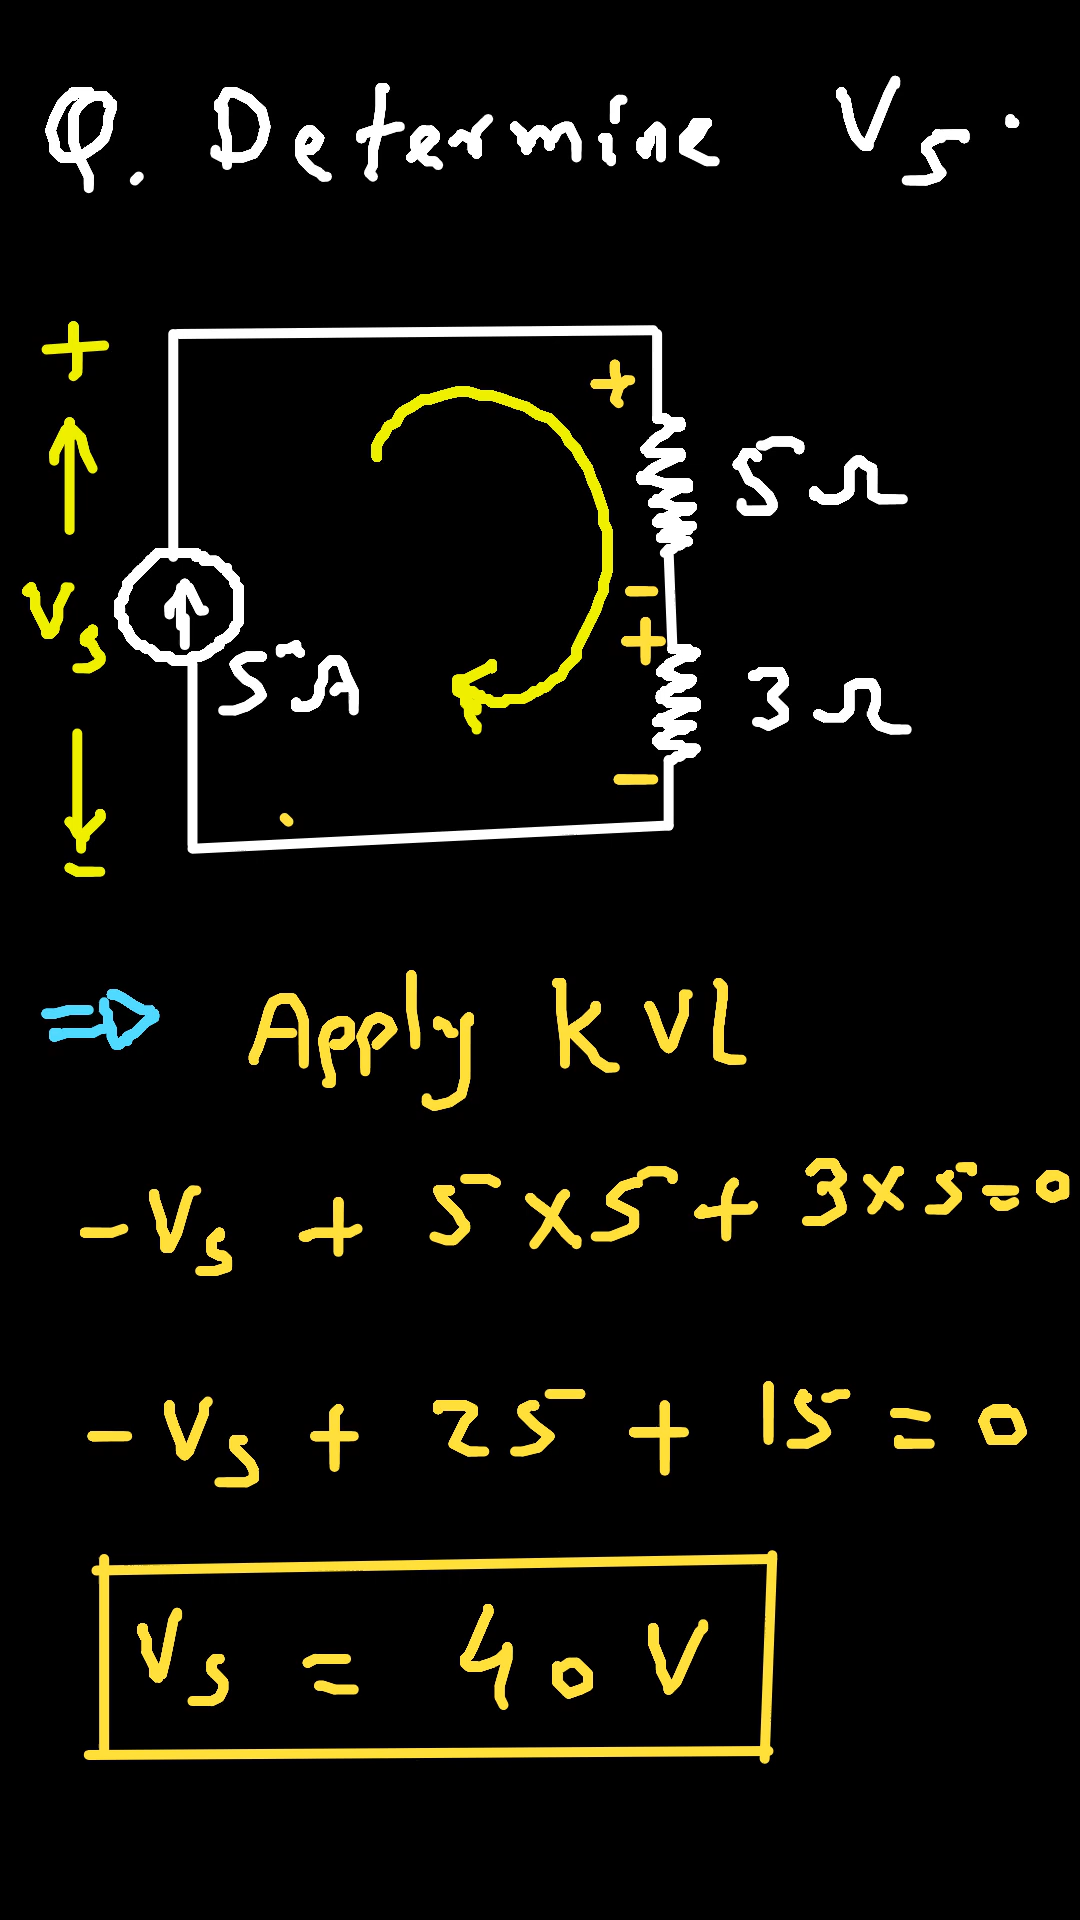 Q. Determine Vs.
+
+
5Ω
Vs
-
+
5A
3Ω
-
-
⇒ Apply KVL
-Vs + 5×5 + 3×5=0
-Vs + 25 + 15 = 0
Vs = 40 V